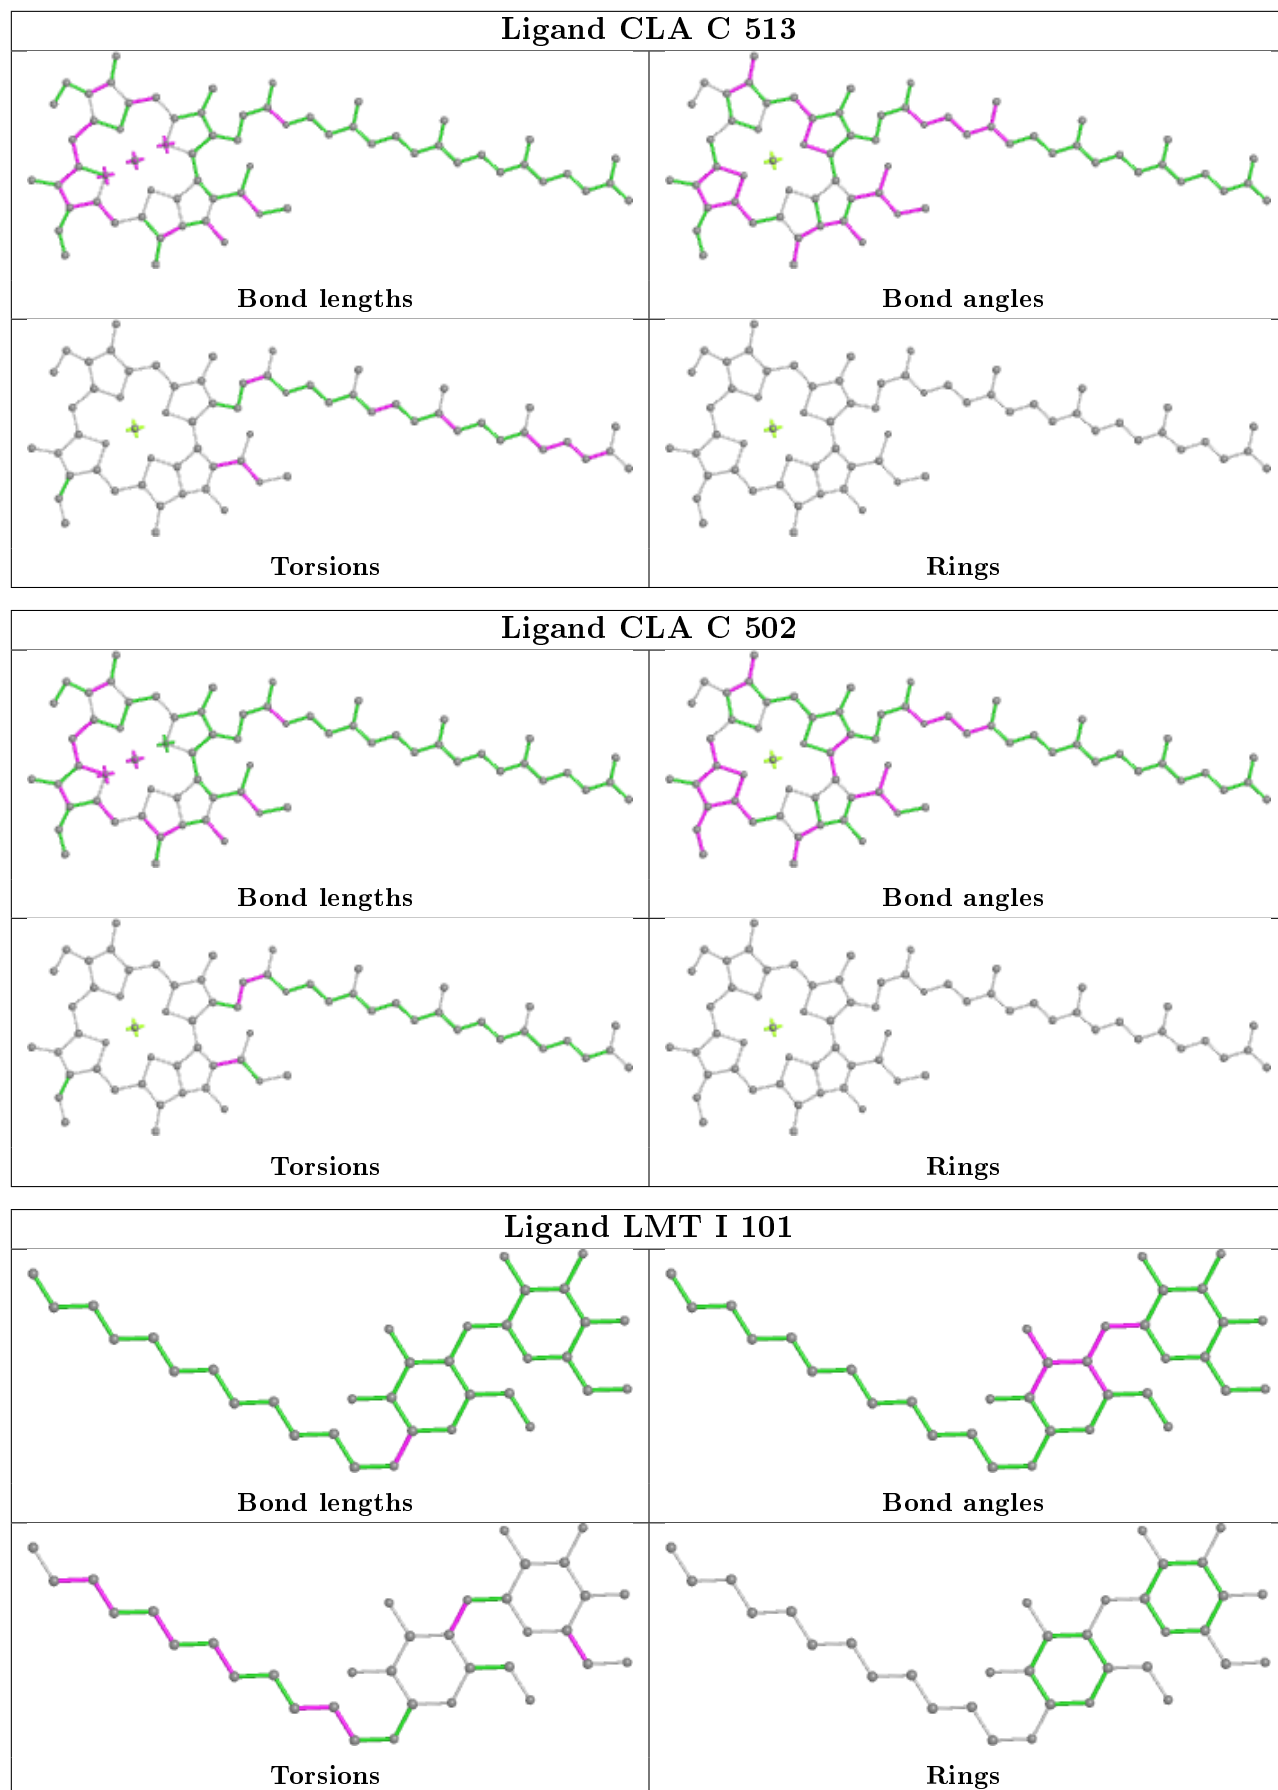 Ligand CLA C 513
Bond lengths
Bond angles
Torsions
Rings
Ligand CLA C 502
Bond lengths
Bond angles
Torsions
Rings
Ligand LMT I 101
Bond lengths
Bond angles
Torsions
Rings